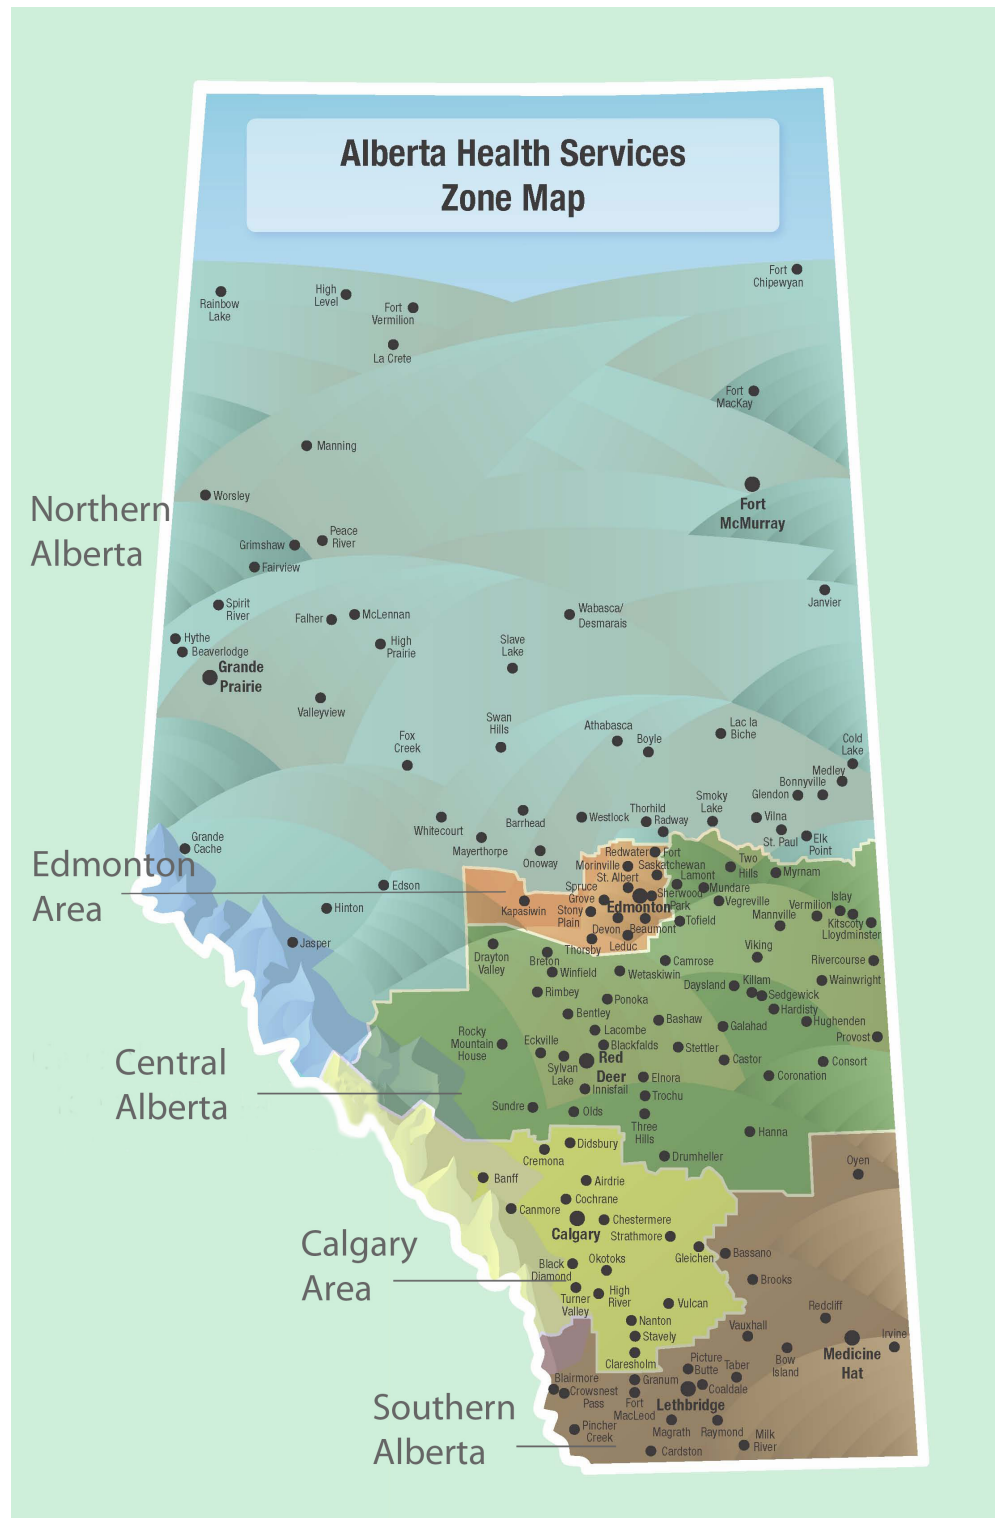 Alberta Health Services
Zone Map
Fort
Chipewyan
Rainbow
Lake
High
Level
Fort
Vermilion
La Crete
Fort
MacKay
Manning
Worsley
Northern
Alberta
Fort
McMurray
Peace
River
Grimshaw
Fairview
Janvier
Spirit
River
Falher
McLennan
Wabasca/
Desmarais
Hythe
Beaverlodge
High
Prairie
Slave
Lake
Grande
Prairie
Valleyview
Swan
Hills
Fox
Creek
Athabasca
Boyle
Lac la
Biche
Cold
Lake
Medley
Bonnyville
Glendon
Whitecourt
Barrhead
Westlock
Thorhild
Radway
Smoky
Lake
Vilna
St. Paul
Elk
Point
Grande
Cache
Mayerthorpe
Onoway
Edmonton
Area
Edson
Hinton
Jasper
Redwater
Fort
Saskatchewan
Morinville
St. Albert
Lamont
Two
Hills
Myrnam
Mundare
Spruce
Grove
Sherwood
Park
Edmonton
Vegreville
Kapasiwin
Stony
Plain
Devon
Beaumont
Tofield
Mannville
Vermilion
Islay
Kitscoty
Lloydminster
Thorsby
Leduc
Drayton
Valley
Breton
Winfield
Wetaskiwin
Camrose
Viking
Rivercourse
Daysland
Killam
Sedgewick
Wainwright
Hardisty
Rimbey
Ponoka
Bentley
Bashaw
Galahad
Hughenden
Provost
Rocky
Mountain
House
Eckville
Lacombe
Blackfalds
Stettler
Sylvan
Lake
Red
Deer
Castor
Consort
Coronation
Central
Alberta
Innisfail
Elnora
Trochu
Sundre
Olds
Three
Hills
Hanna
Didsbury
Cremona
Drumheller
Oyen
Banff
Airdrie
Cochrane
Canmore
Chestermere
Calgary
Strathmore
Gleichen
Bassano
Calgary
Area
Black
Diamond
Okotoks
Brooks
Turner
Valley
High
River
Vulcan
Redcliff
Nanton
Stavely
Vauxhall
Irvine
Medicine
Hat
Claresholm
Picture
Butte
Taber
Bow
Island
Blairmore
Crowsnest
Pass
Granum
Coaldale
Fort
MacLeod
Lethbridge
Southern
Alberta
Pincher
Creek
Magrath
Raymond
Milk
River
Cardston